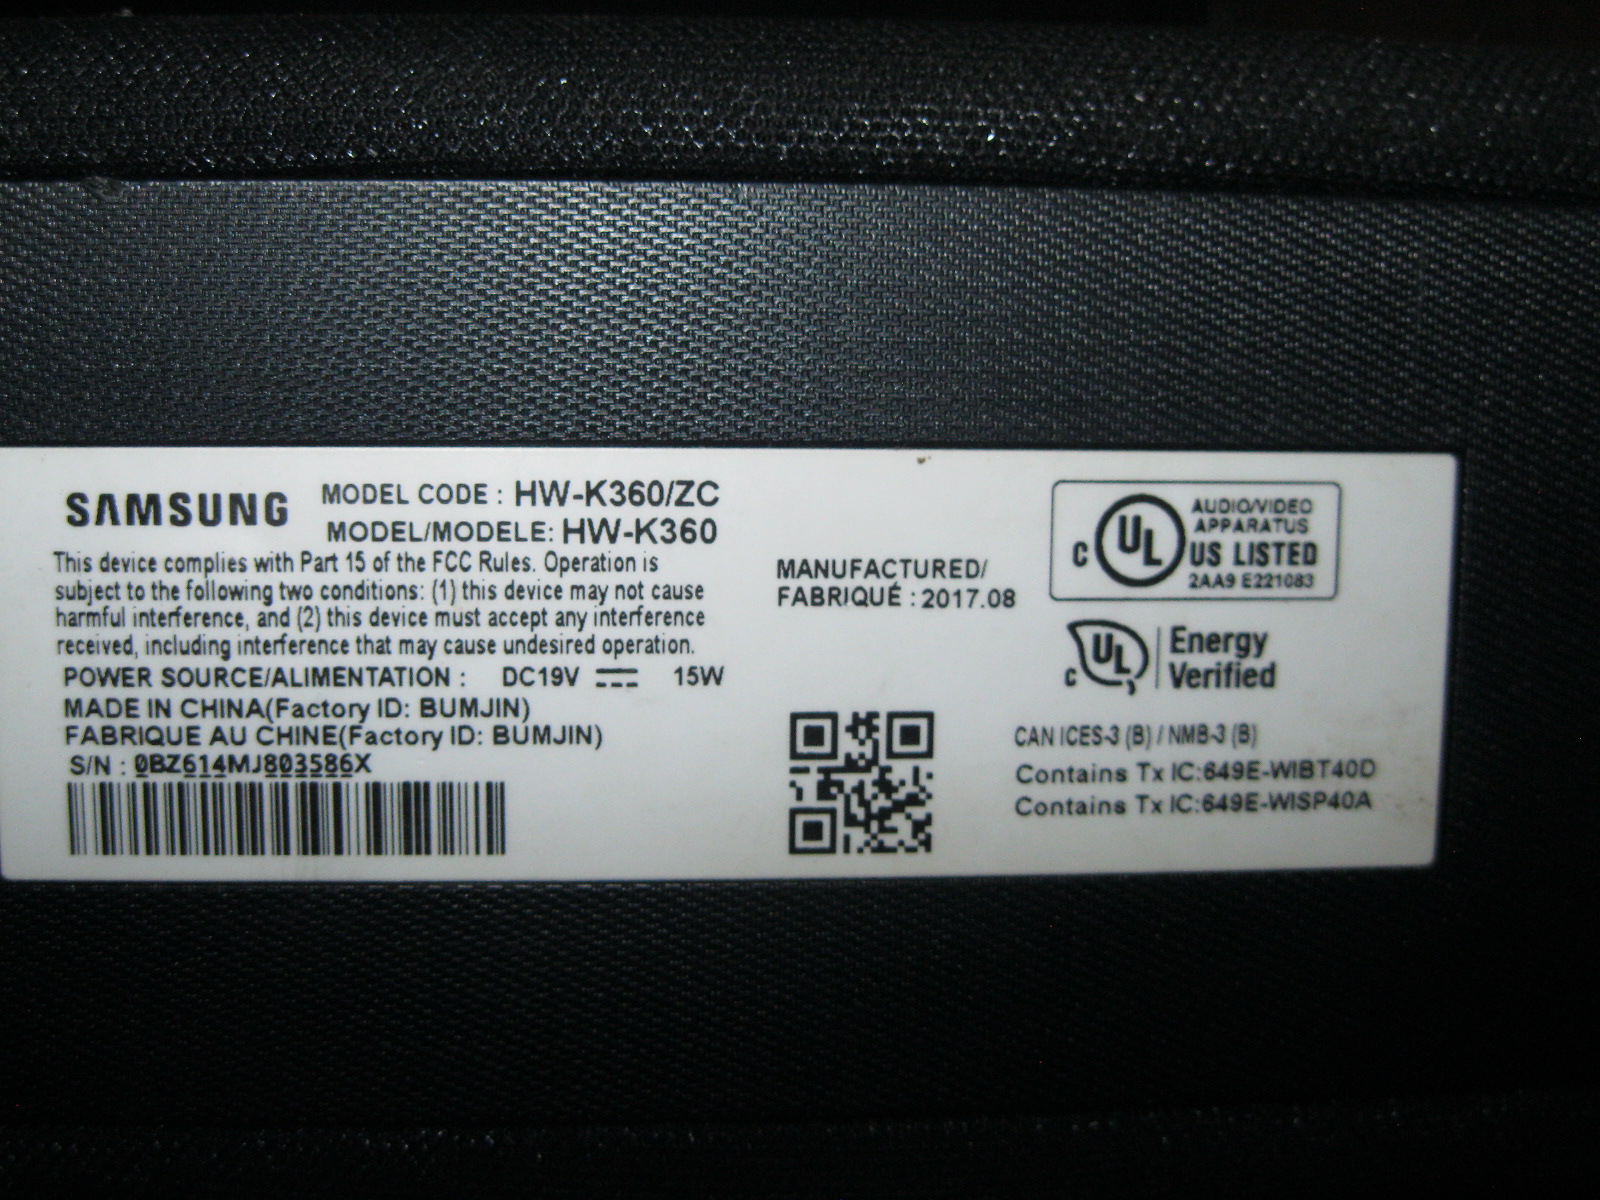 SAMSUNG
MODEL CODE : HW-K360/ZC
MODEL/MODELE: HW-K360
This device complies with Part 15 of the FCC Rules. Operation is
subject to the following two conditions: (1) this device may not cause
harmful interference, and (2) this device must accept any interference
received, including interference that may cause undesired operation.
POWER SOURCE/ALIMENTATION : DC19V 15W
MADE IN CHINA(Factory ID: BUMJIN)
FABRIQUE AU CHINE(Factory ID: BUMJIN)
S/N : 0BZ614MJ803586X
MANUFACTURED/
FABRIQUÉ : 2017.08
C UL
AUDIO/VIDEO
APPARATUS
US LISTED
2AA9 E221083
C UL
Energy
Verified
CAN ICES-3 (B) / NMB-3 (B)
Contains Tx IC:649E-WIBT40D
Contains Tx IC:649E-WISP40A